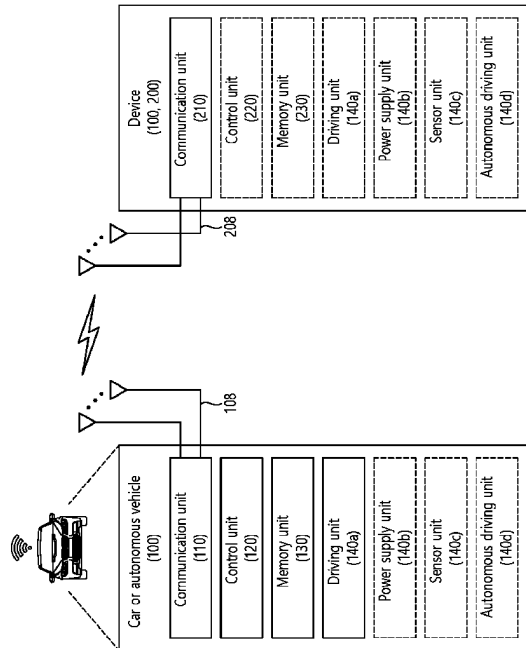 Car or autonomous vehicle
(100)
Communication unit
(110)
Control unit
(120)
Memory unit
(130)
Driving unit
(140a)
Power supply unit
(140b)
Sensor unit
(140c)
Autonomous driving unit
(140d)
108
208
Device
(100, 200)
Communication unit
(210)
Control unit
(220)
Memory unit
(230)
Driving unit
(140a)
Power supply unit
(140b)
Sensor unit
(140c)
Autonomous driving unit
(140d)